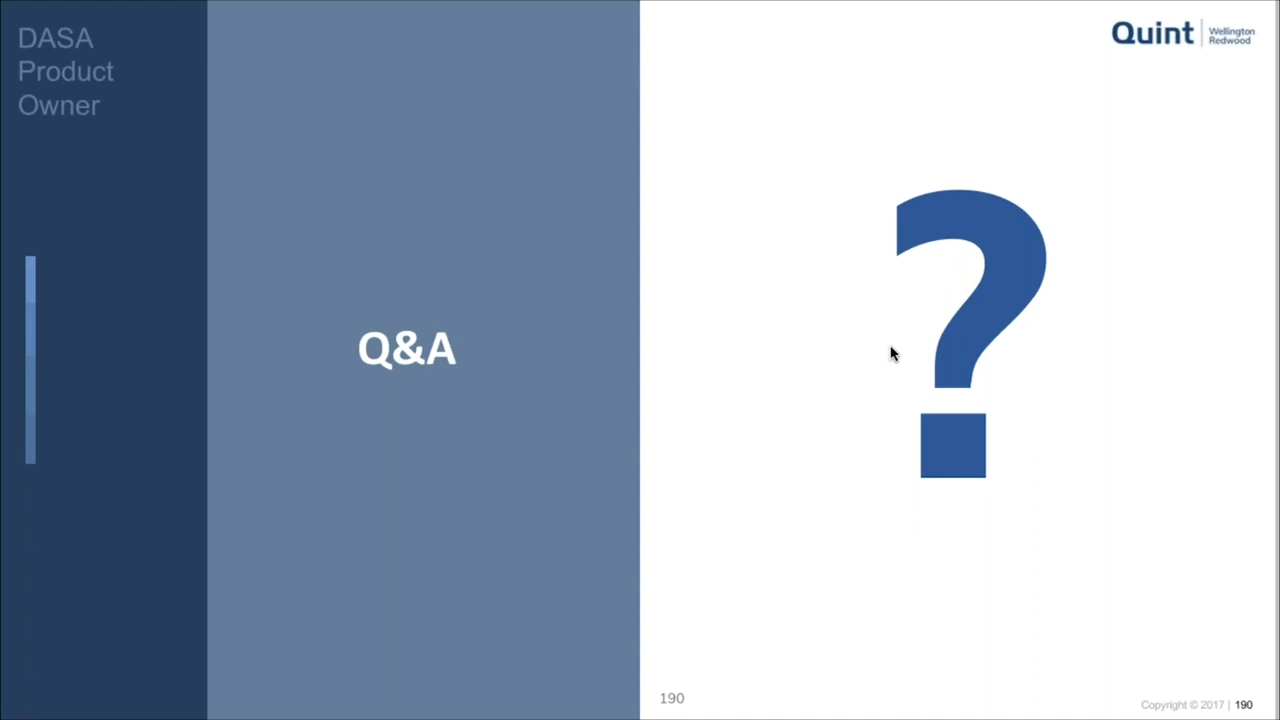 DASA
Product
Owner
Quint
Wellington
Redwood
Q&A
?
190
Copyright © 2017 | 190